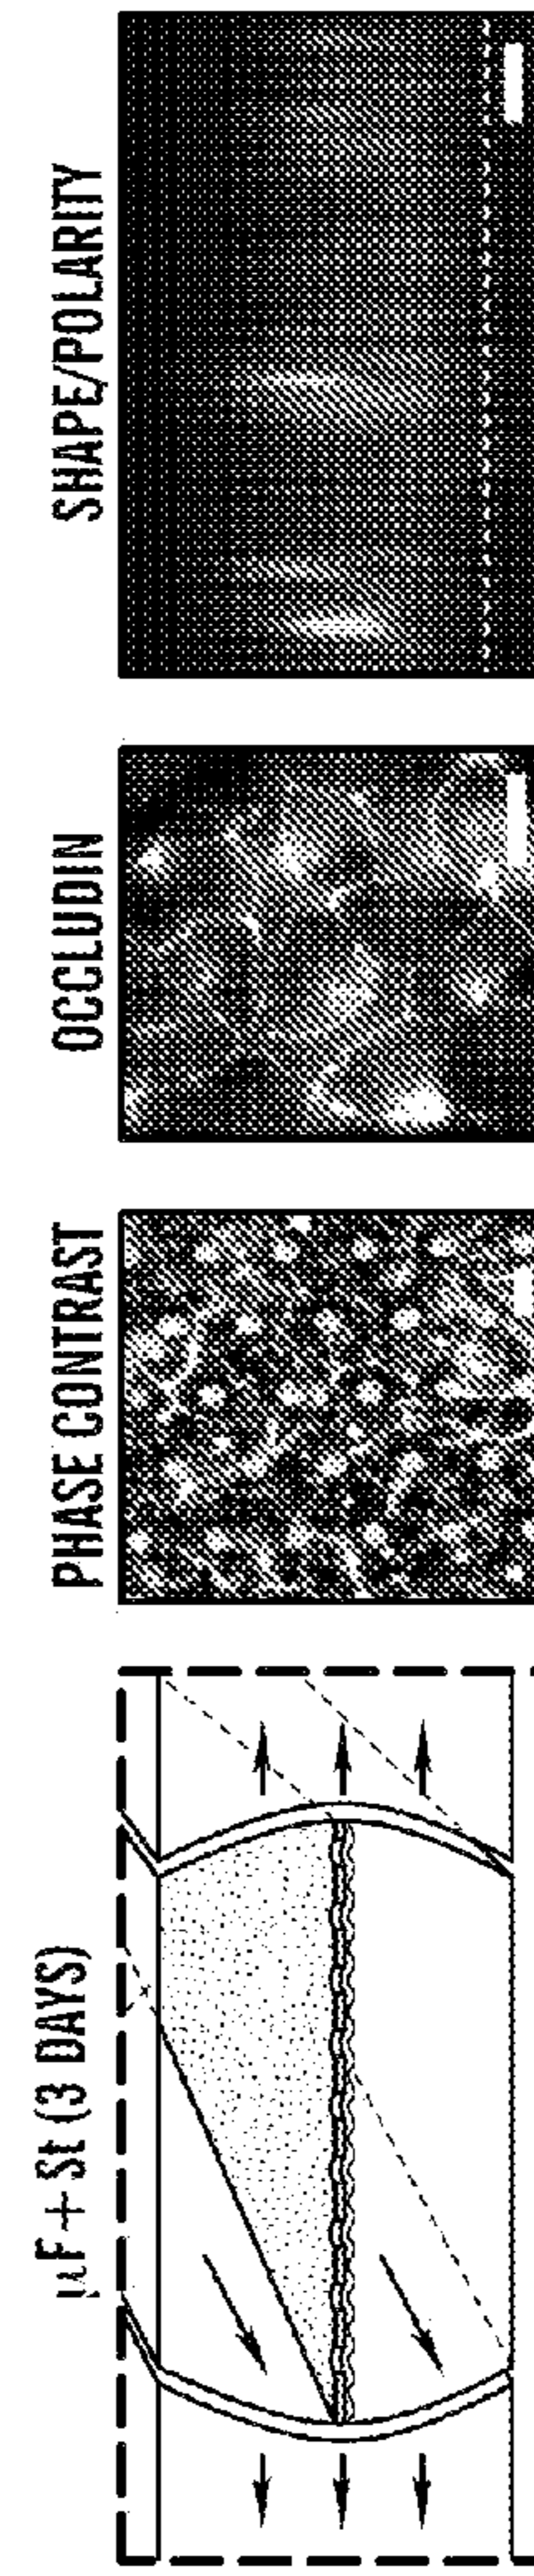 μF + St (3 DAYS)
PHASE CONTRAST
OCCLUDIN
SHAPE/POLARITY